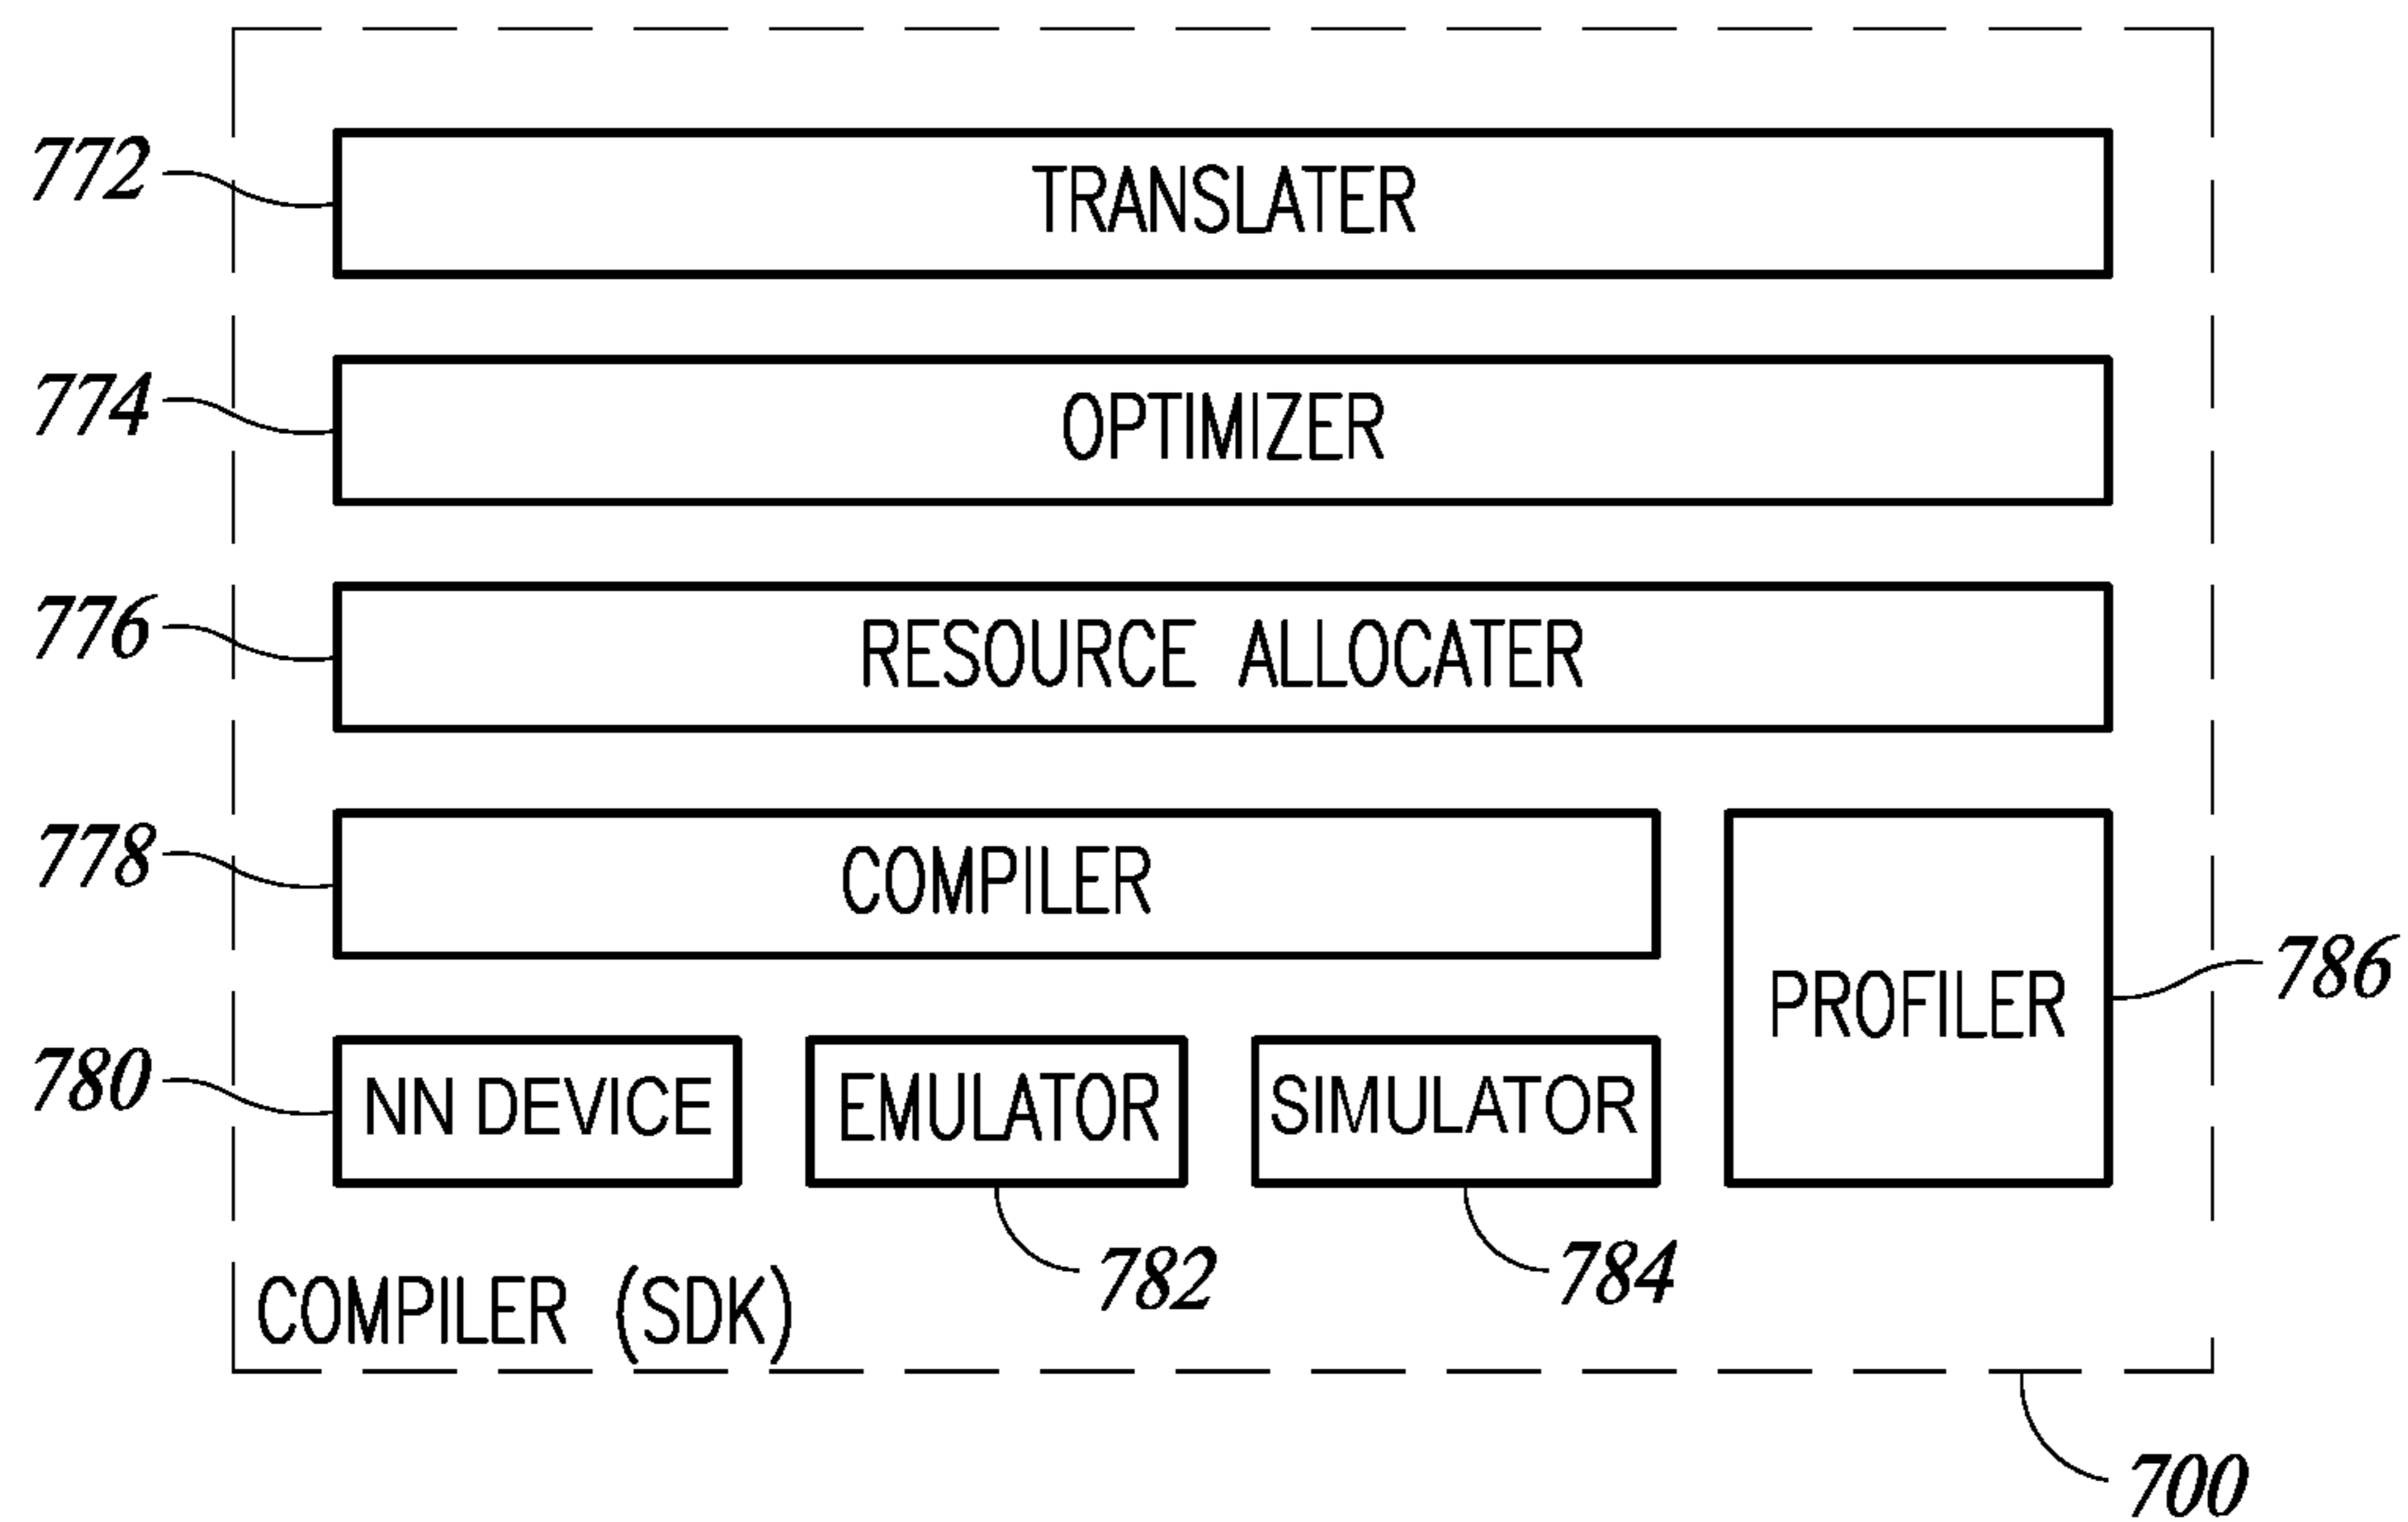 772
TRANSLATER
774
OPTIMIZER
776
RESOURCE ALLOCATER
778
COMPILER
786
PROFILER
780
NN DEVICE
EMULATOR
SIMULATOR
782
784
COMPILER (SDK)
700